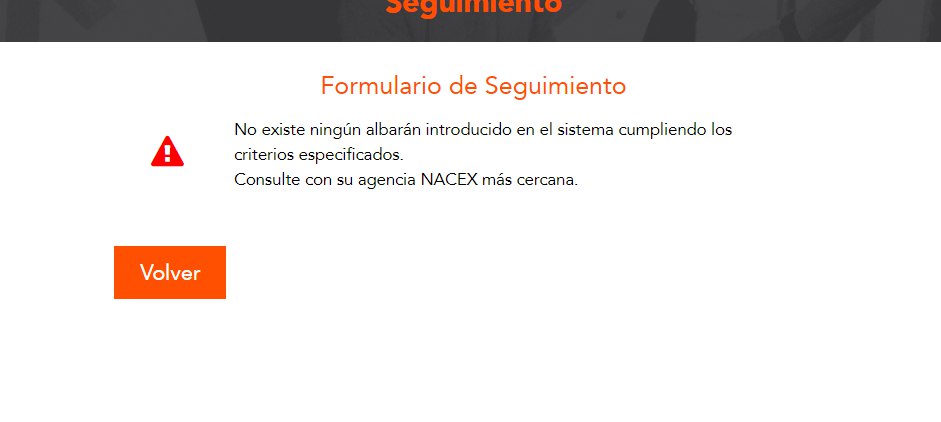 Seguimiento
Formulario de Seguimiento
No existe ningún albarán introducido en el sistema cumpliendo los
criterios especificados.
Consulte con su agencia NACEX más cercana.
Volver